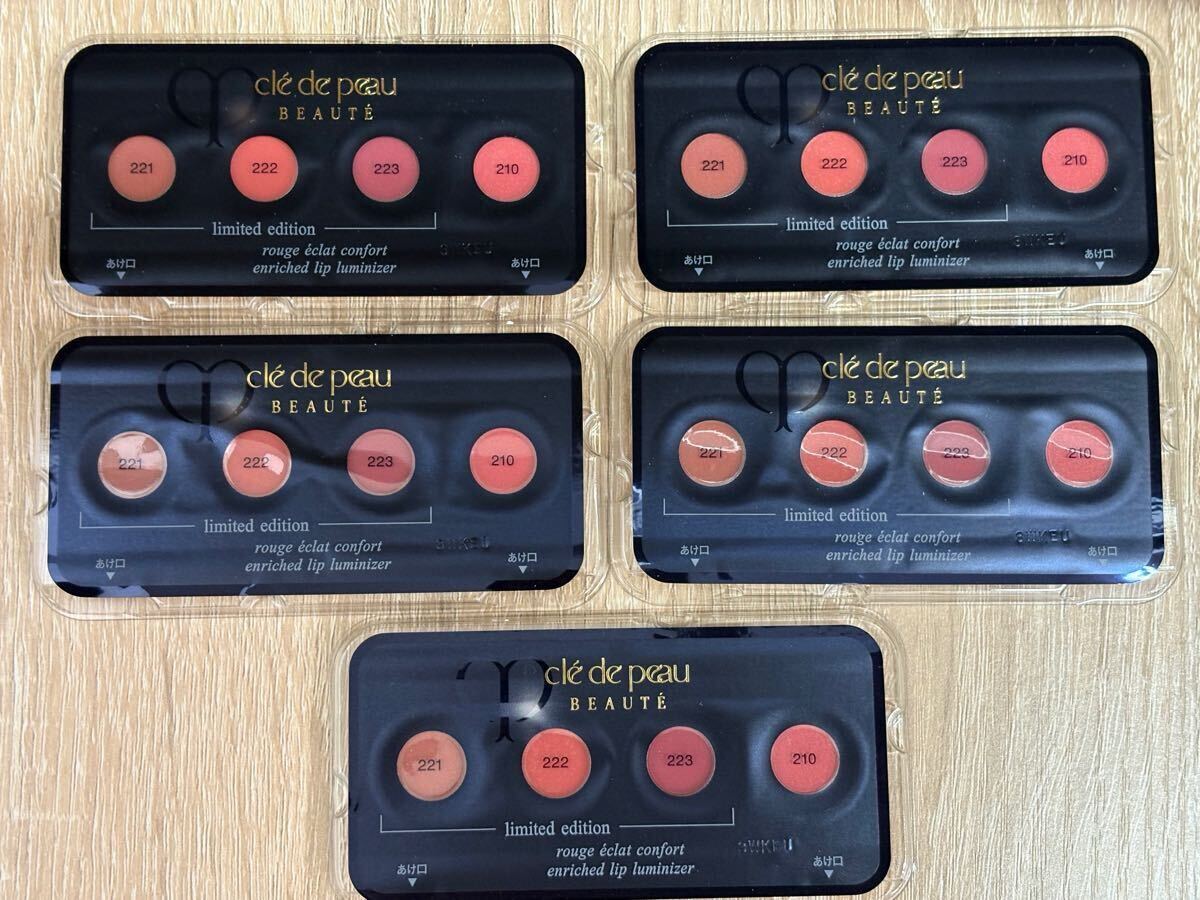 clé de peau
BEAUTÉ
221 222 223 210
limited edition
rouge éclat confort
enriched lip luminizer
あけ口 あけ口
clé de peau
BEAUTÉ
221 222 223 210
limited edition
rouge éclat confort
enriched lip luminizer
あけ口 あけ口
clé de peau
BEAUTÉ
221 222 223 210
limited edition
rouge éclat confort
enriched lip luminizer
あけ口 あけ口
clé de peau
BEAUTÉ
221 222 223 210
limited edition
rouge éclat confort
enriched lip luminizer
あけ口 あけ口
clé de peau
BEAUTÉ
221 222 223 210
limited edition
rouge éclat confort
enriched lip luminizer
あけ口 あけ口